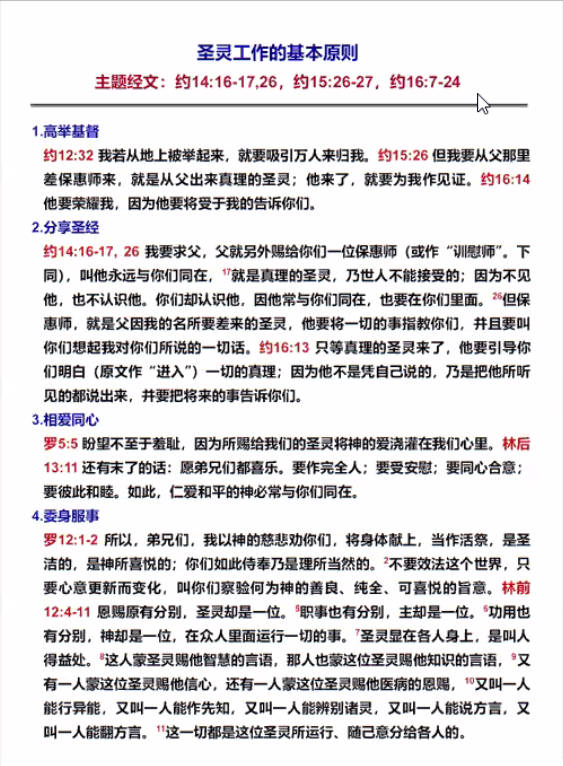 圣灵工作的基本原则
主题经文：约14:16-17,26，约15:26-27，约16:7-24
1.高举基督
约12:32 我若从地上被举起来，就要吸引万人来归我。约15:26 但我要从父那里
差保惠师来，就是从父出来真理的圣灵；他来了，就要为我作见证。约16:14
他要荣耀我，因为他要将受于我的告诉你们。
2.分享圣经
约14:16-17, 26 我要求父，父就另外赐给你们一位保惠师（或作“训慰师”。下
同），叫他永远与你们同在，17就是真理的圣灵，乃世人不能接受的；因为不见
他，也不认识他。你们却认识他，因他常与你们同在，也要在你们里面。26但保
惠师，就是父因我的名所要差来的圣灵，他要将一切的事指教你们，并且要叫
你们想起我对你们所说的一切话。约16:13 只等真理的圣灵来了，他要引导你
们明白（原文作“进入”）一切的真理；因为他不是凭自己说的，乃是把他所听
见的都说出来，并要把将来的事告诉你们。
3.相爱同心
罗5:5 盼望不至于羞耻，因为所赐给我们的圣灵将神的爱浇灌在我们心里。林后
13:11 还有末了的话：愿弟兄们都喜乐。要作完全人；要受安慰；要同心合意；
要彼此和睦。如此，仁爱和平的神必常与你们同在。
4.委身服事
罗12:1-2 所以，弟兄们，我以神的慈悲劝你们，将身体献上，当作活祭，是圣
洁的，是神所喜悦的；你们如此侍奉乃是理所当然的。2不要效法这个世界，只
要心意更新而变化，叫你们察验何为神的善良、纯全、可喜悦的旨意。林前
12:4-11 恩赐原有分别，圣灵却是一位。5职事也有分别，主却是一位。6功用也
有分别，神却是一位，在众人里面运行一切的事。7圣灵显在各人身上，是叫人
得益处。8这人蒙圣灵赐他智慧的言语，那人也蒙这位圣灵赐他知识的言语，9又
有一人蒙这位圣灵赐他信心，还有一人蒙这位圣灵赐他医病的恩赐，10又叫一人
能行异能，又叫一人能作先知，又叫一人能辨别诸灵，又叫一人能说方言，又
叫一人能翻方言。11这一切都是这位圣灵所运行、随己意分给各人的。